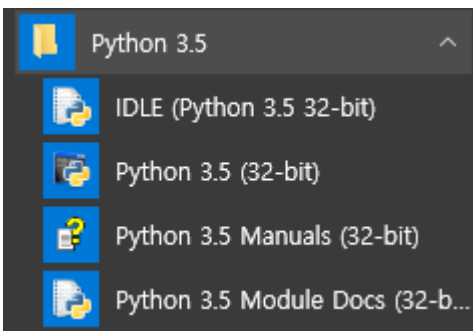 Python 3.5
IDLE (Python 3.5 32-bit)
Python 3.5 (32-bit)
Python 3.5 Manuals (32-bit)
Python 3.5 Module Docs (32-b...